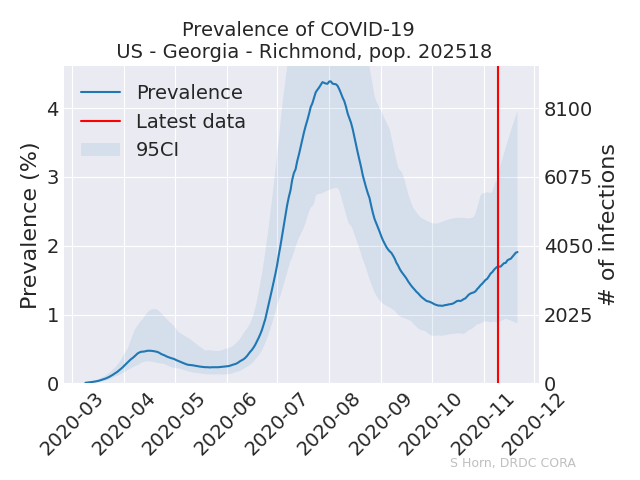 Prevalence of COVID-19
US - Georgia - Richmond, pop. 202518
Prevalence
Latest data
95CI
Prevalence (%)
4
3
2
1
0
8100
6075
4050
2025
0
# of infections
2020-03
2020-04
2020-05
2020-06
2020-07
2020-08
2020-09
2020-10
2020-11
2020-12
S Horn, DRDC CORA